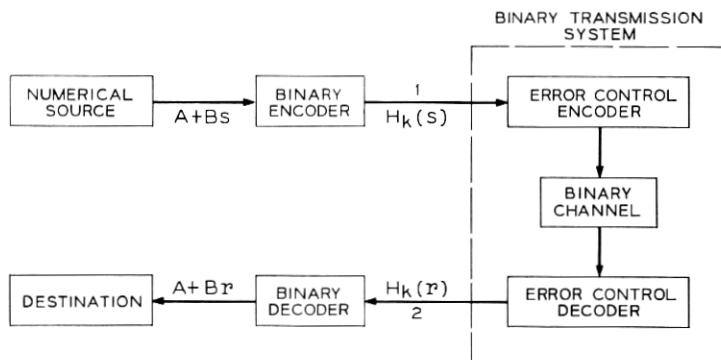 BINARY TRANSMISSION
SYSTEM
NUMERICAL
SOURCE
A+Bs
BINARY
ENCODER
1
Hk(s)
ERROR CONTROL
ENCODER
BINARY
CHANNEL
DESTINATION
A+Br
BINARY
DECODER
Hk(r)
2
ERROR CONTROL
DECODER